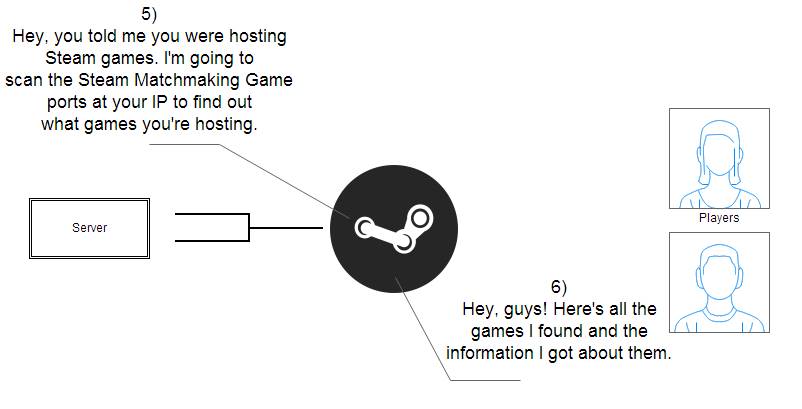 5)
Hey, you told me you were hosting
Steam games. I'm going to
scan the Steam Matchmaking Game
ports at your IP to find out
what games you're hosting.
Server
Players
6)
Hey, guys! Here's all the
games I found and the
information I got about them.